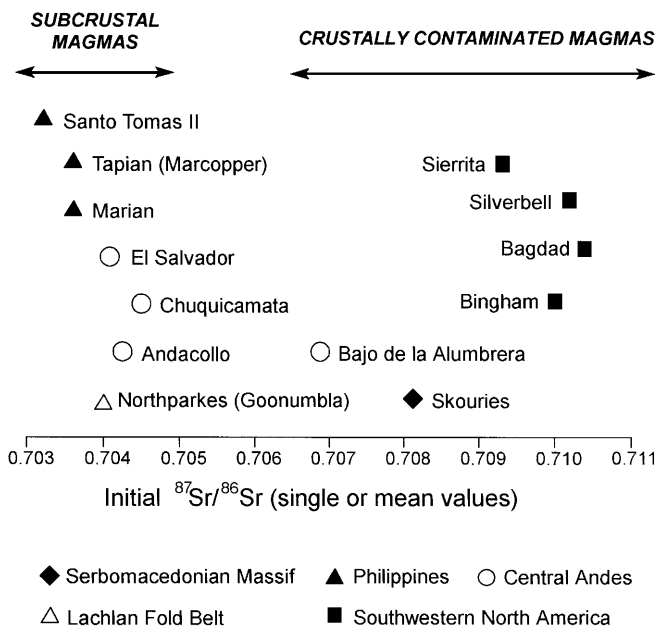 SUBCRUSTAL
MAGMAS
CRUSTALLY CONTAMINATED MAGMAS
Santo Tomas II
Tapian (Marcopper)
Sierrita
Silverbell
Marian
Bagdad
El Salvador
Chuquicamata
Bingham
Andacollo
Bajo de la Alumbrera
Northparkes (Goonumbla)
Skouries
0.703 0.704 0.705 0.706 0.707 0.708 0.709 0.710 0.711
Initial ⁸⁷Sr/⁸⁶Sr (single or mean values)
Serbomacedonian Massif
Philippines
Central Andes
Lachlan Fold Belt
Southwestern North America